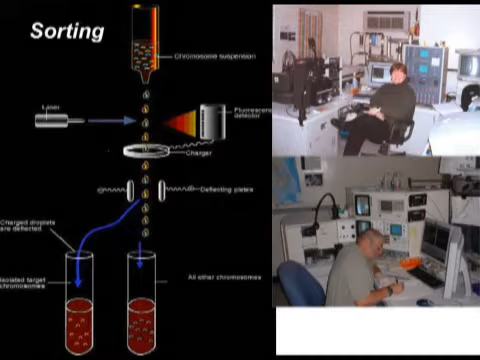 Sorting
Chromosome suspension
Laser
Fluorescence
detector
Charger
Deflecting plates
Charged droplets
are deflected
Isolated target
chromosomes
All other chromosomes